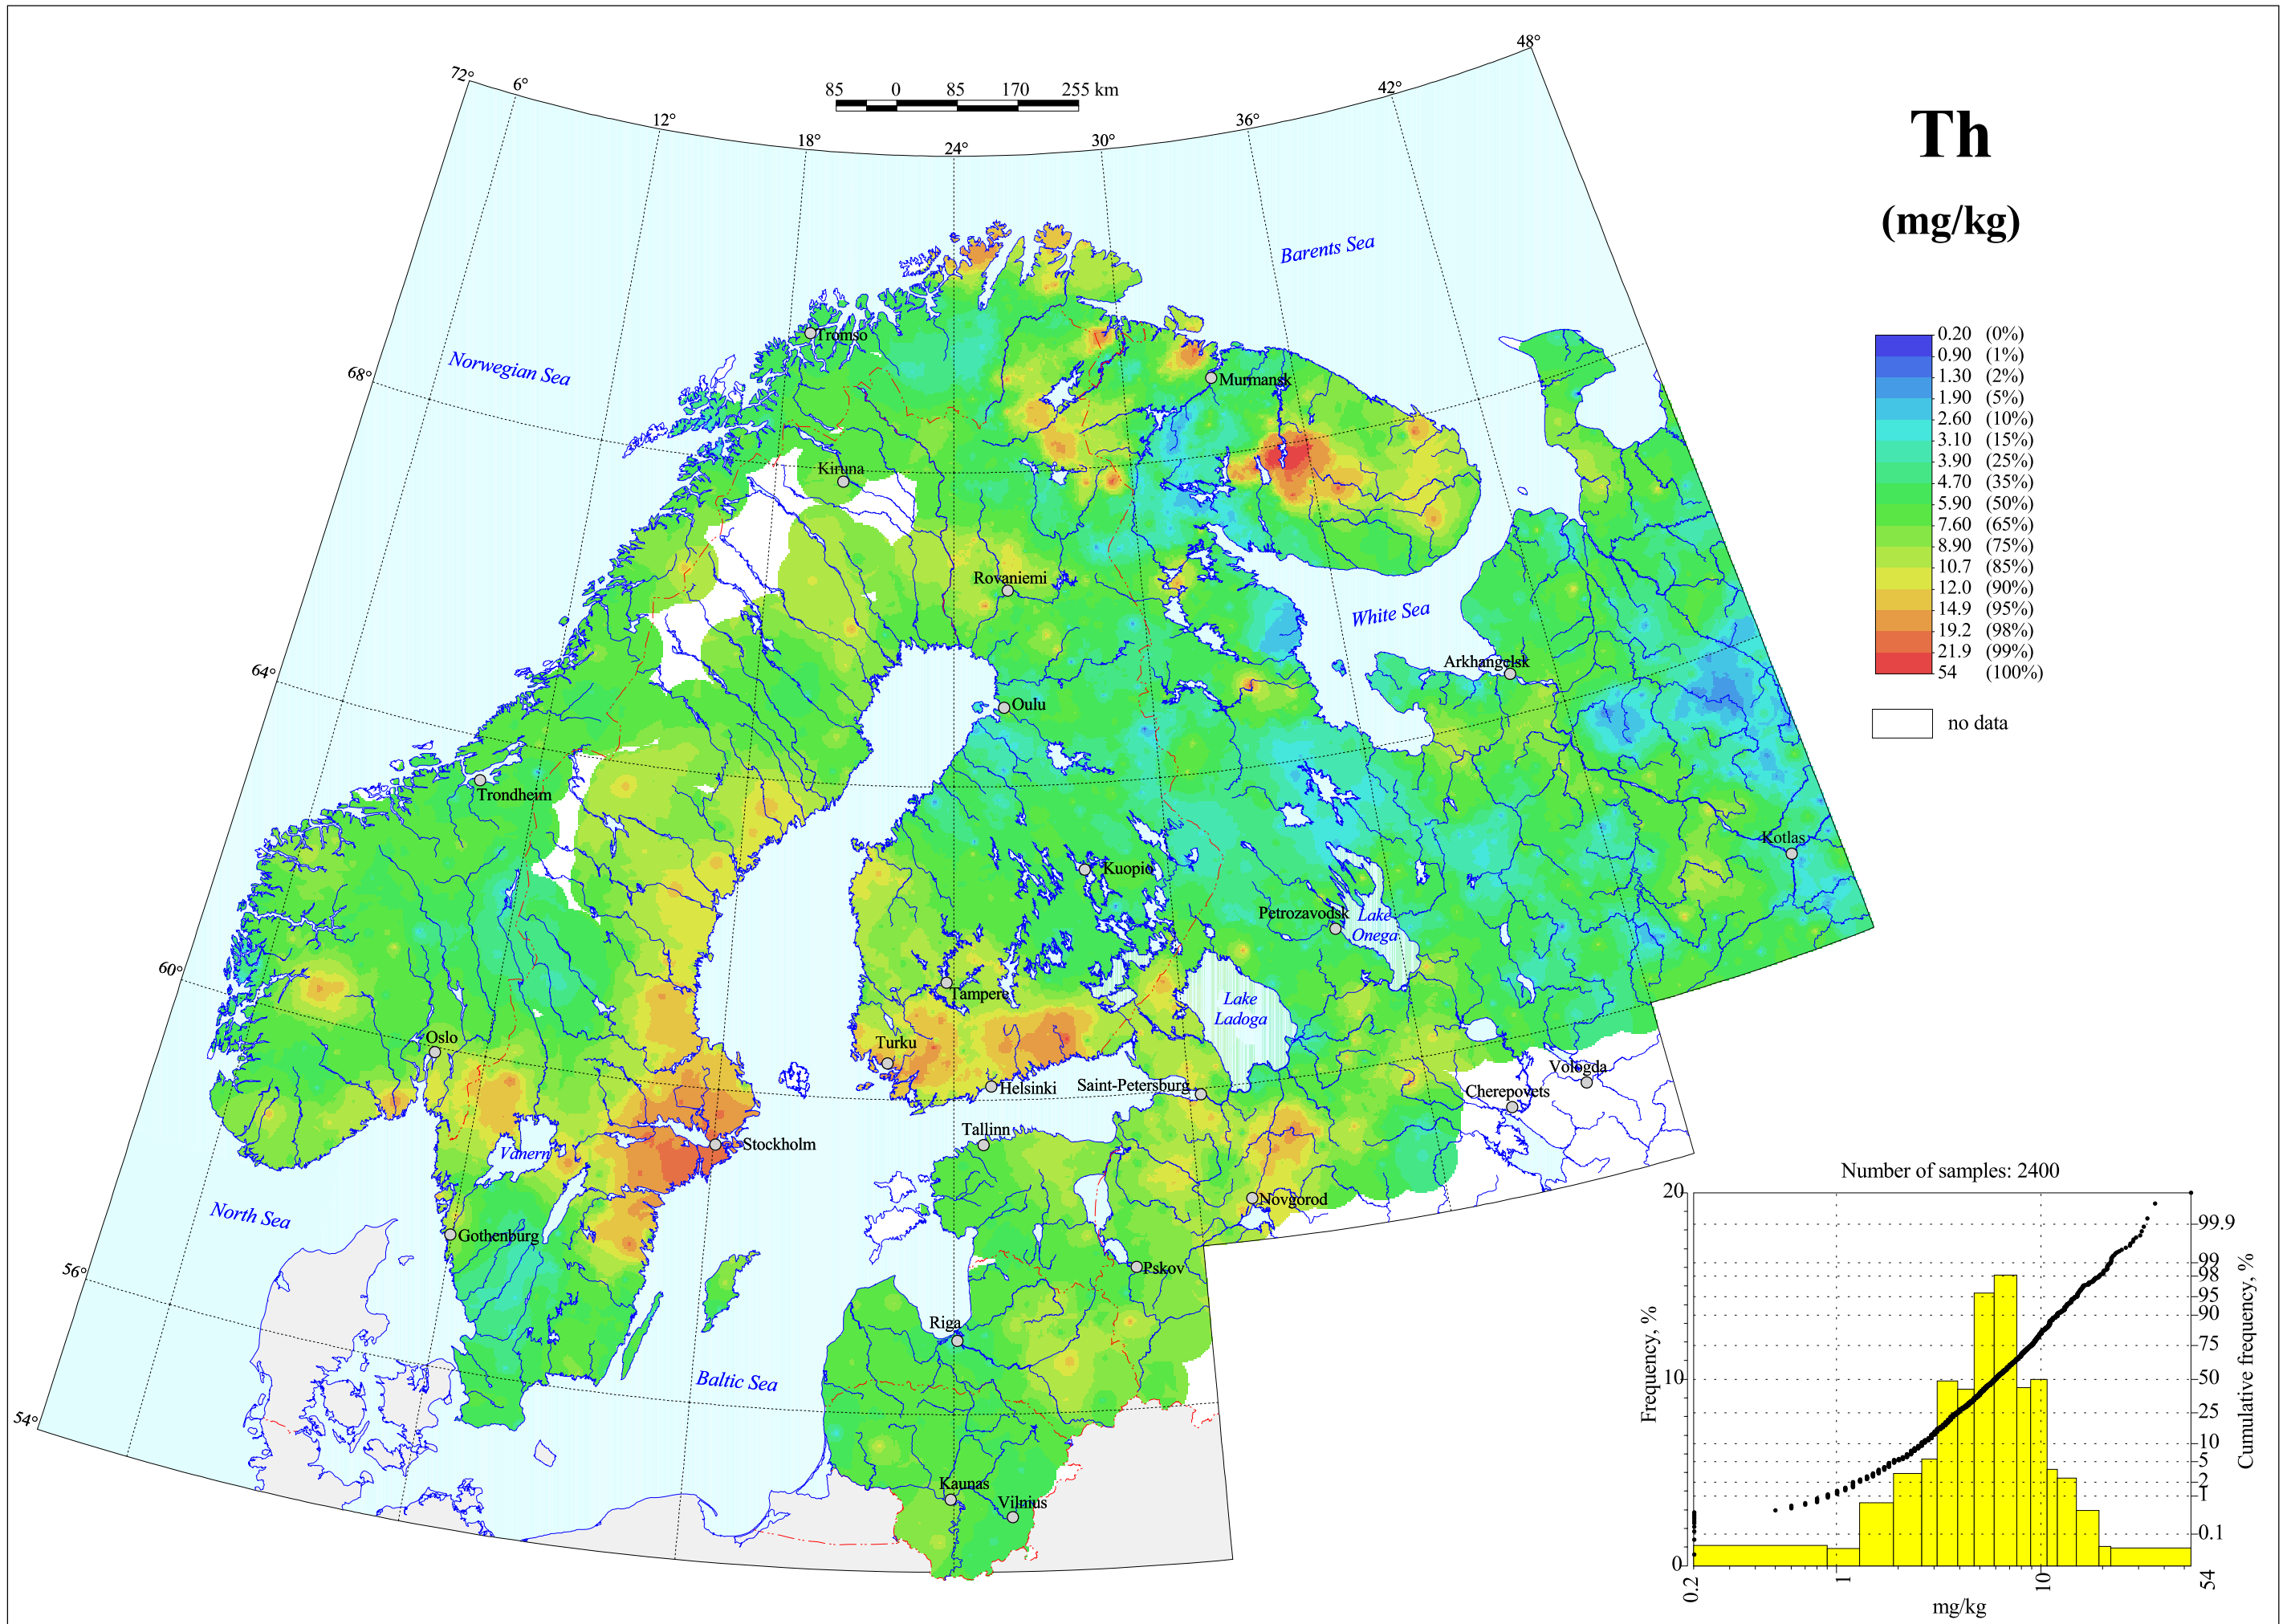 Th
(mg/kg)
85 0 85 170 255 km
72°
6°
12°
18°
24°
30°
36°
42°
48°
68°
64°
60°
56°
54°
Barents Sea
Norwegian Sea
White Sea
North Sea
Baltic Sea
Tromso
Murmansk
Kiruna
Rovaniemi
Arkhangelsk
Oulu
Trondheim
Kotlas
Kuopio
Petrozavodsk
Lake
Onega
Tampere
Lake
Ladoga
Oslo
Turku
Helsinki
Saint-Petersburg
Vologda
Cherepovets
Tallinn
Stockholm
Vanern
Novgorod
Gothenburg
Pskov
Riga
Kaunas
Vilnius
0.20 (0%)
0.90 (1%)
1.30 (2%)
1.90 (5%)
2.60 (10%)
3.10 (15%)
3.90 (25%)
4.70 (35%)
5.90 (50%)
7.60 (65%)
8.90 (75%)
10.7 (85%)
12.0 (90%)
14.9 (95%)
19.2 (98%)
21.9 (99%)
54 (100%)
no data
Number of samples: 2400
Frequency, %
20
10
0
99.9
99
98
95
90
75
50
25
10
5
2
1
0.1
Cumulative frequency, %
0.2
1
10
54
mg/kg